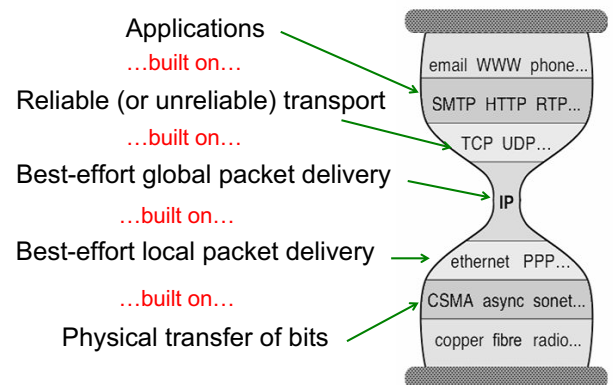 Applications
…built on…
Reliable (or unreliable) transport
…built on…
Best-effort global packet delivery
…built on…
Best-effort local packet delivery
…built on…
Physical transfer of bits
email WWW phone...
SMTP HTTP RTP...
TCP UDP…
IP
ethernet PPP…
CSMA async sonet...
copper fibre radio...